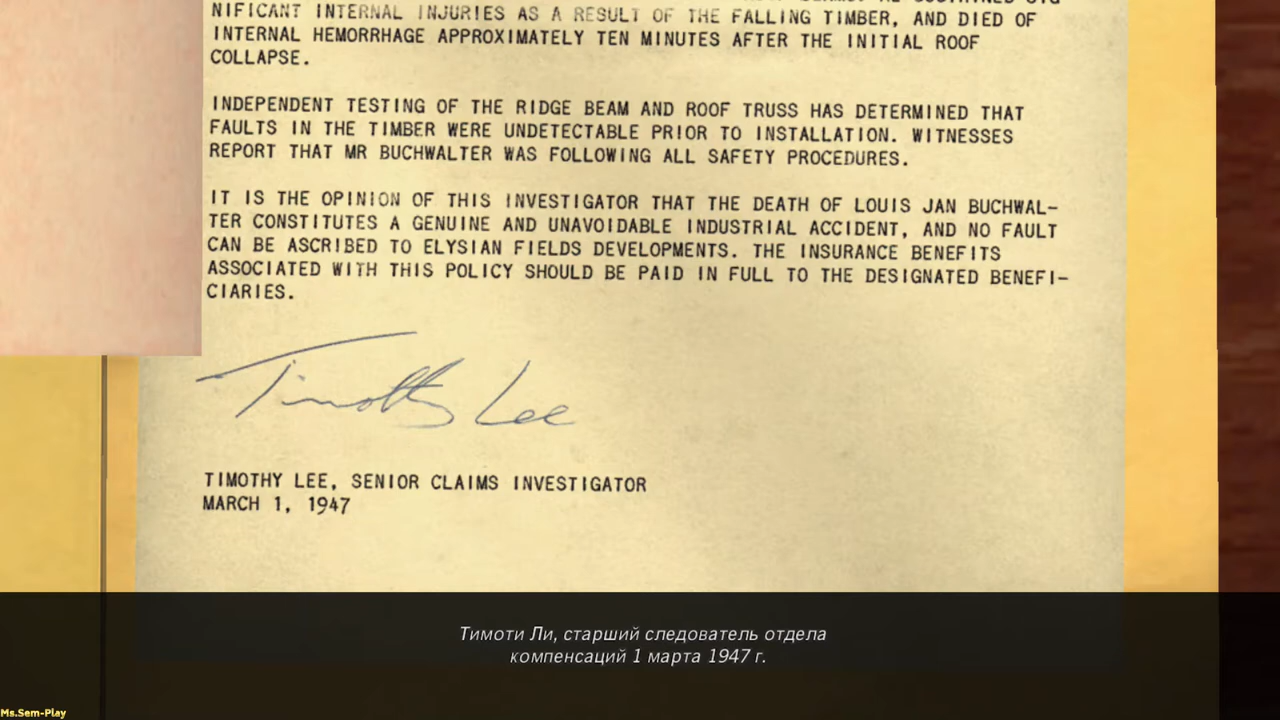 NIFICANT INTERNAL INJURIES AS A RESULT OF THE FALLING TIMBER, AND DIED OF
INTERNAL HEMORRHAGE APPROXIMATELY TEN MINUTES AFTER THE INITIAL ROOF
COLLAPSE.
INDEPENDENT TESTING OF THE RIDGE BEAM AND ROOF TRUSS HAS DETERMINED THAT
FAULTS IN THE TIMBER WERE UNDETECTABLE PRIOR TO INSTALLATION. WITNESSES
REPORT THAT MR BUCHWALTER WAS FOLLOWING ALL SAFETY PROCEDURES.
IT IS THE OPINION OF THIS INVESTIGATOR THAT THE DEATH OF LOUIS JAN BUCHWAL-
TER CONSTITUTES A GENUINE AND UNAVOIDABLE INDUSTRIAL ACCIDENT, AND NO FAULT
CAN BE ASCRIBED TO ELYSIAN FIELDS DEVELOPMENTS. THE INSURANCE BENEFITS
ASSOCIATED WITH THIS POLICY SHOULD BE PAID IN FULL TO THE DESIGNATED BENEFI-
CIARIES.
Timothy Lee
TIMOTHY LEE, SENIOR CLAIMS INVESTIGATOR
MARCH 1, 1947
Тимоти Ли, старший следователь отдела
компенсаций 1 марта 1947 г.
Ms.Sem-Play